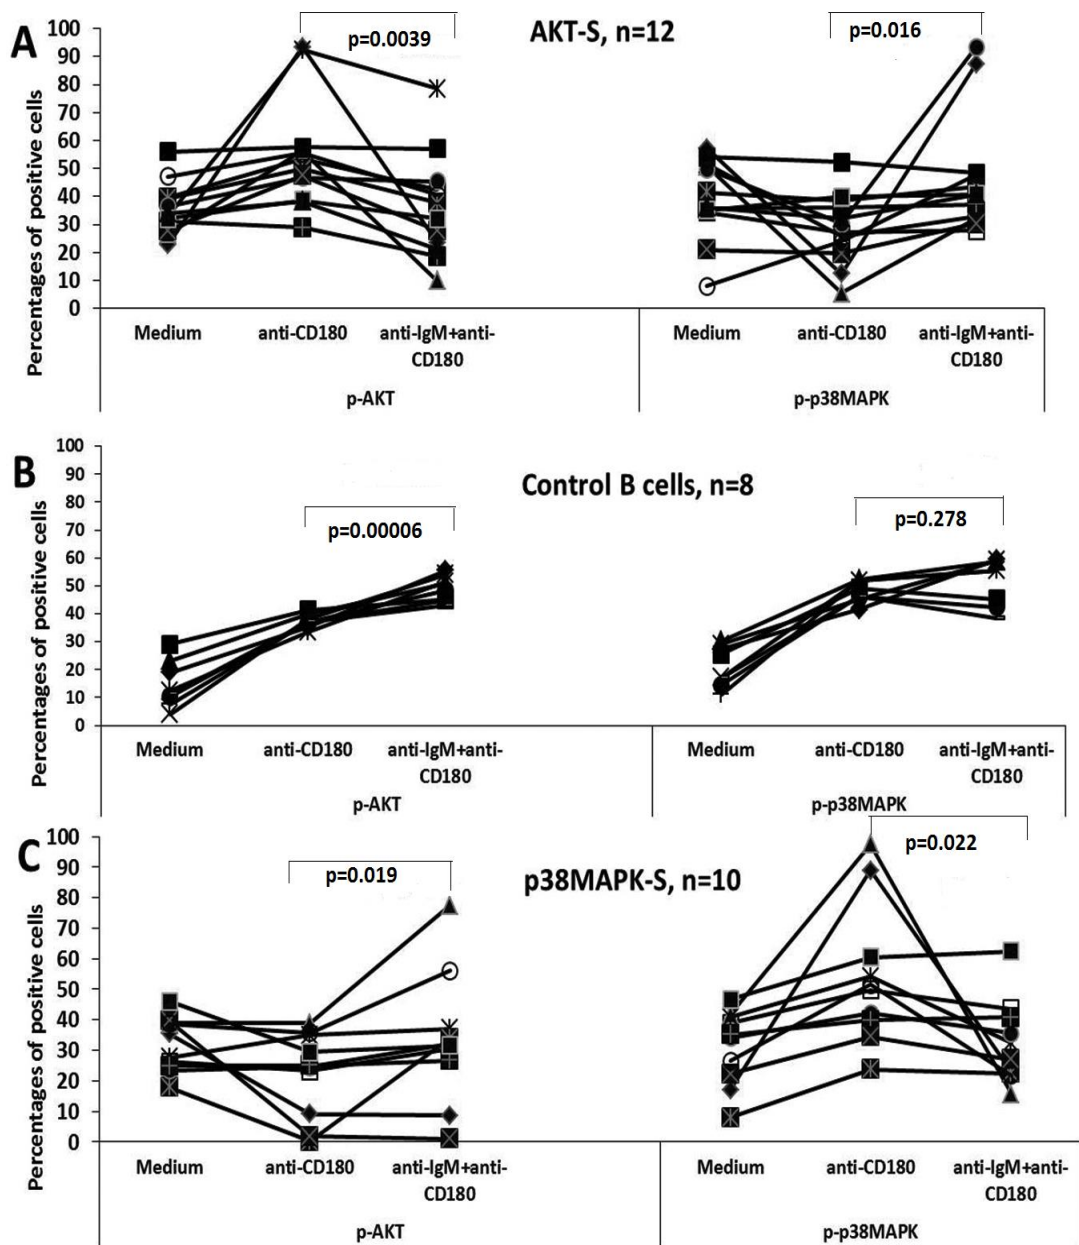 A
AKT-S, n=12
p=0.0039
p=0.016
Percentages of positive cells
100
90
80
70
60
50
40
30
20
10
0
Medium
anti-CD180
anti-IgM+anti-
CD180
Medium
anti-CD180
anti-IgM+anti-
CD180
p-AKT
p-p38MAPK
B
Control B cells, n=8
p=0.00006
p=0.278
Percentages of positive cells
100
90
80
70
60
50
40
30
20
10
0
Medium
anti-CD180
anti-IgM+anti-
CD180
Medium
anti-CD180
anti-IgM+anti-
CD180
p-AKT
p-p38MAPK
C
p38MAPK-S, n=10
p=0.019
p=0.022
Percentages of positive cells
100
90
80
70
60
50
40
30
20
10
0
Medium
anti-CD180
anti-IgM+anti-
CD180
Medium
anti-CD180
anti-IgM+anti-
CD180
p-AKT
p-p38MAPK